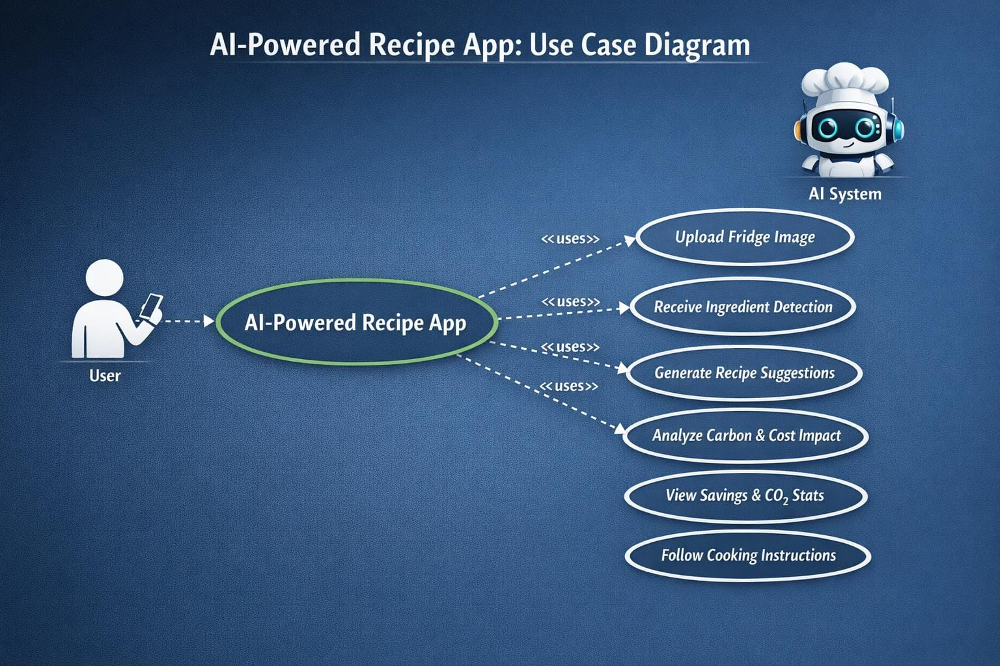 AI-Powered Recipe App: Use Case Diagram
AI System
<<uses>>
Upload Fridge Image
<<uses>>
Receive Ingredient Detection
AI-Powered Recipe App
<<uses>>
Generate Recipe Suggestions
User
<<uses>>
Analyze Carbon & Cost Impact
View Savings & CO₂ Stats
Follow Cooking Instructions